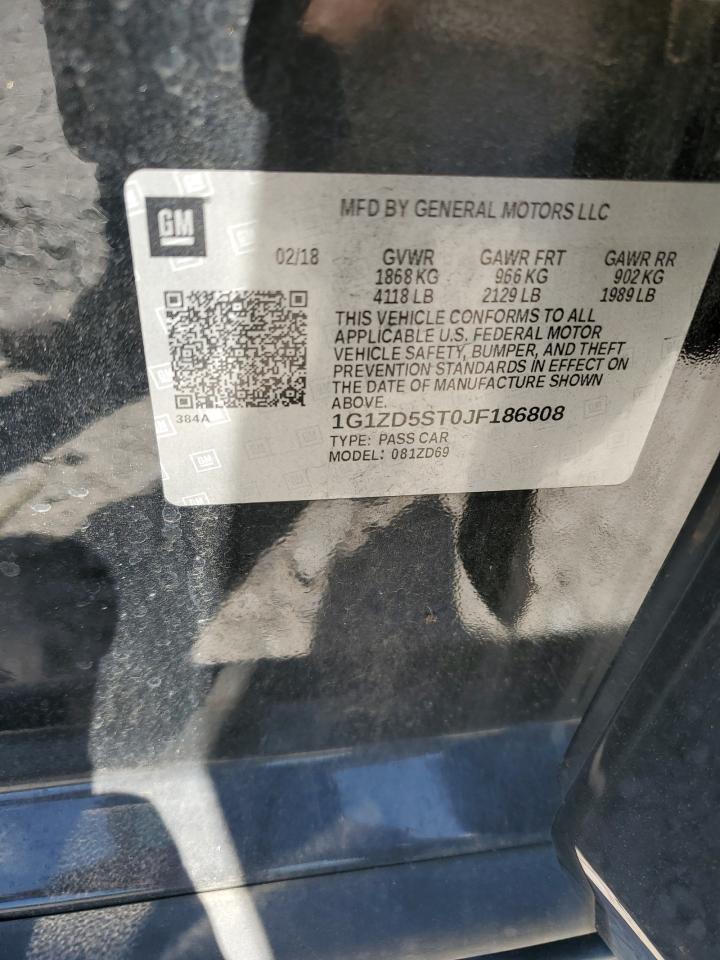 GM
MFD BY GENERAL MOTORS LLC
02/18 GVWR GAWR FRT GAWR RR
1868 KG 966 KG 902 KG
4118 LB 2129 LB 1989 LB
THIS VEHICLE CONFORMS TO ALL
APPLICABLE U.S. FEDERAL MOTOR
VEHICLE SAFETY, BUMPER, AND THEFT
PREVENTION STANDARDS IN EFFECT ON
THE DATE OF MANUFACTURE SHOWN
ABOVE.
384A
1G1ZD5ST0JF186808
TYPE: PASS CAR
MODEL: 081ZD69